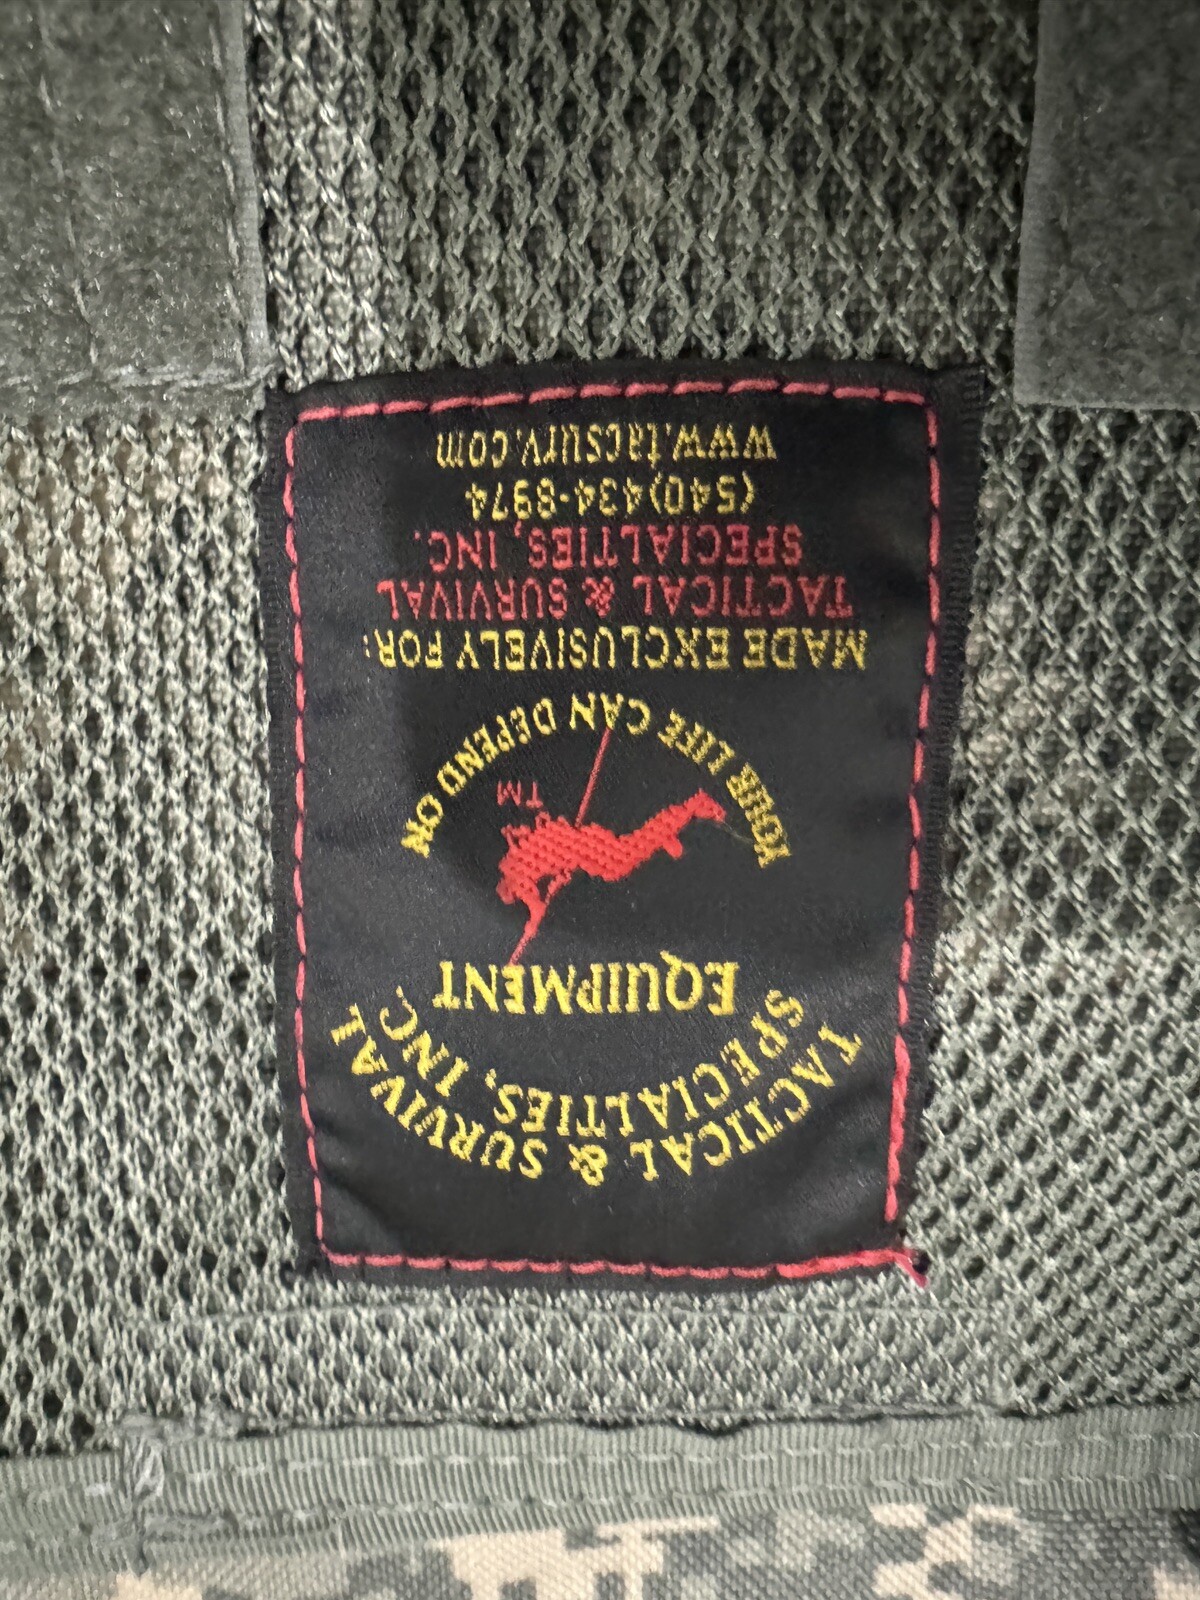 TACTICAL & SURVIVAL
SPECIALTIES, INC.
EQUIPMENT
TM
YOUR LIFE CAN DEPEND ON
MADE EXCLUSIVELY FOR:
TACTICAL & SURVIVAL
SPECIALTIES, INC.
(540)434-8974
www.tacsurv.com